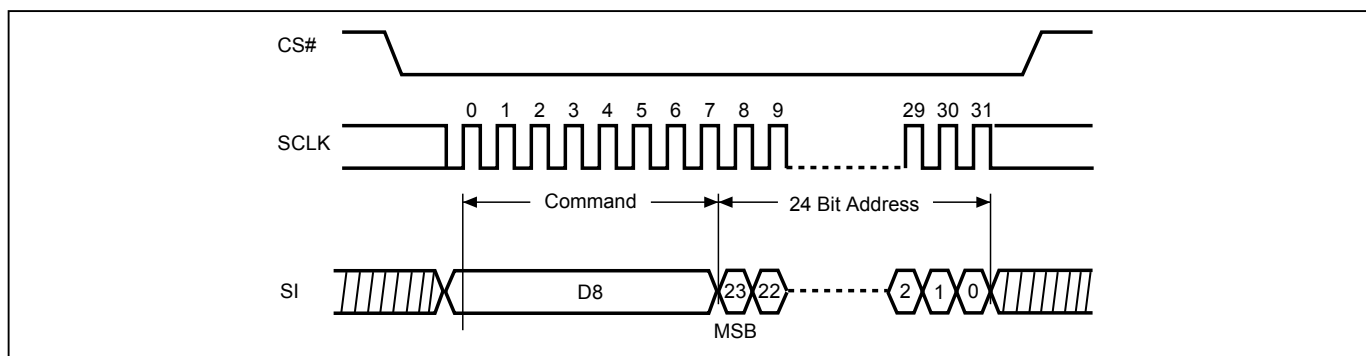 CS#
0 1 2 3 4 5 6 7 8 9 29 30 31
SCLK
Command 24 Bit Address
SI D8 23 22 2 1 0
MSB